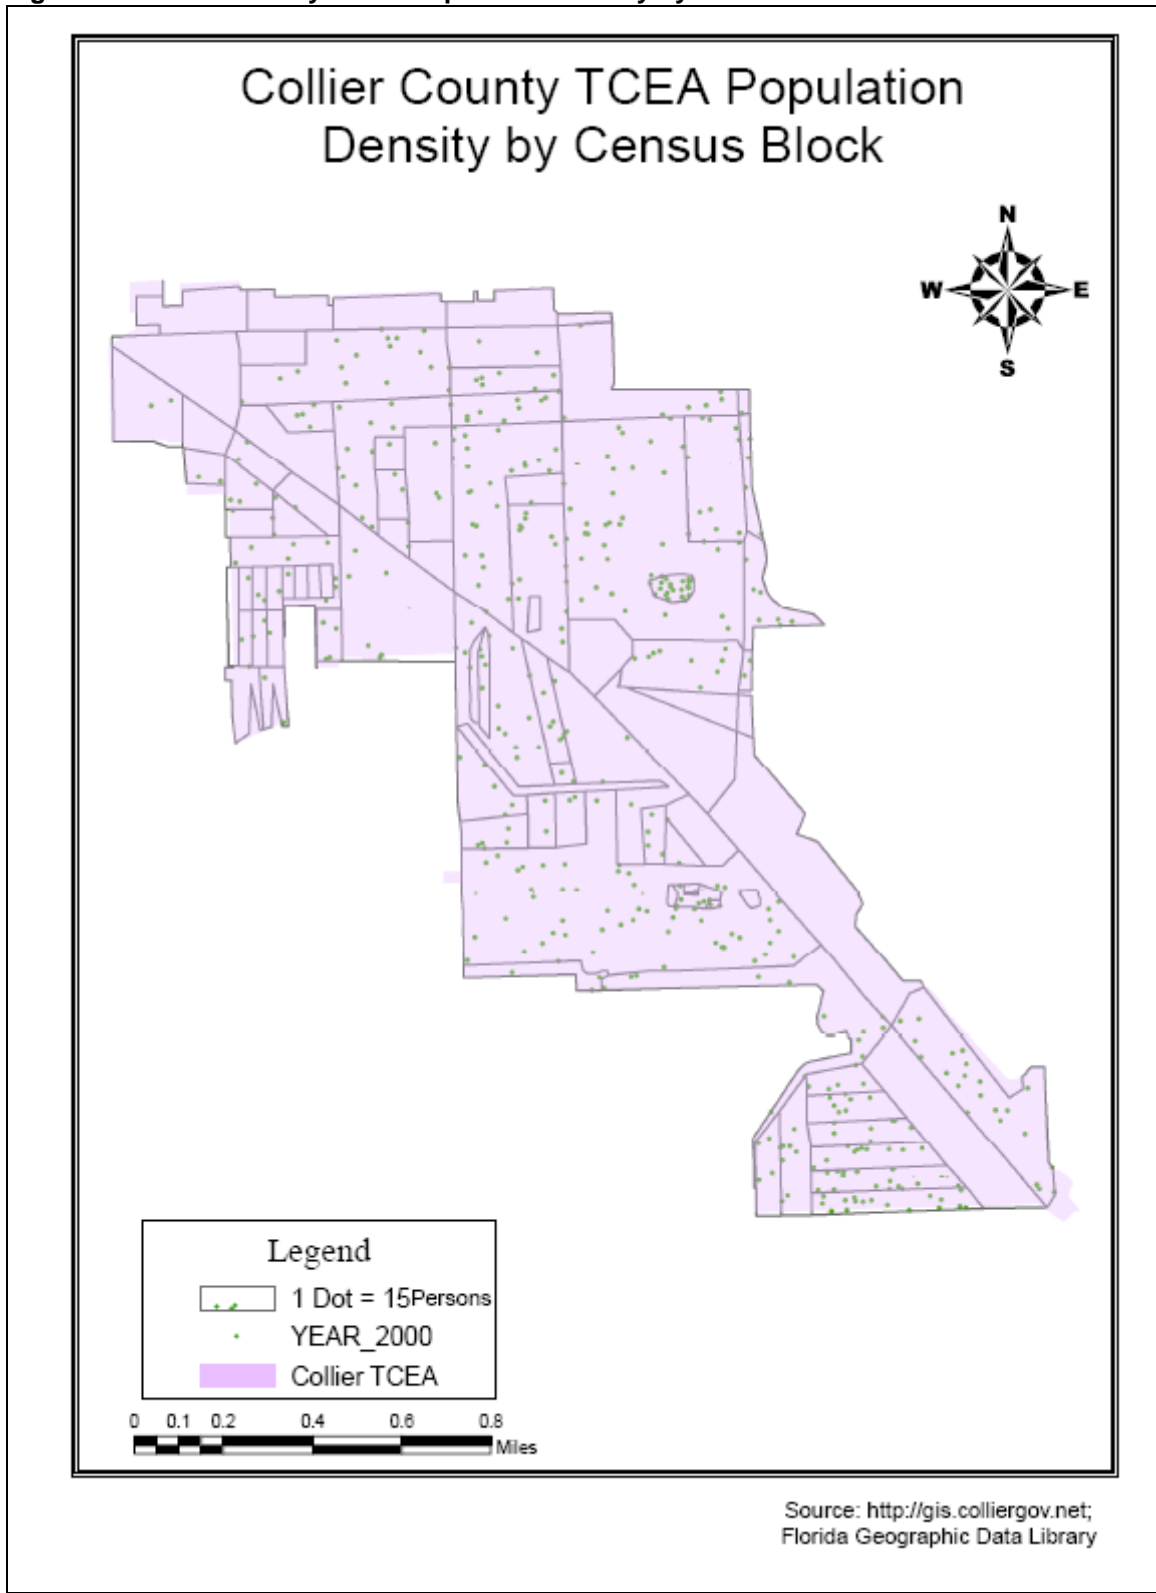 Collier County TCEA Population
Density by Census Block
N
W E
S
Legend
1 Dot = 15Persons
YEAR_2000
Collier TCEA
0 0.1 0.2 0.4 0.6 0.8
Miles
Source: http://gis.colliergov.net;
Florida Geographic Data Library